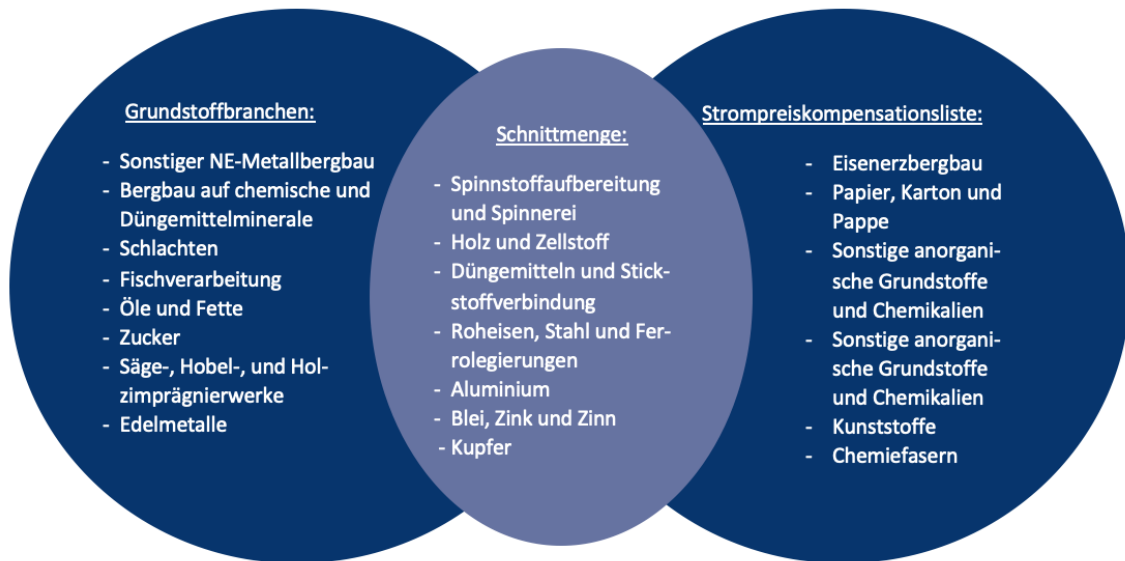 Grundstoffbranchen:
- Sonstiger NE-Metallbergbau
- Bergbau auf chemische und
Düngemittelminerale
- Schlachten
- Fischverarbeitung
- Öle und Fette
- Zucker
- Säge-, Hobel-, und Hol-
zimprägnierwerke
- Edelmetalle
Schnittmenge:
- Spinnstoffaufbereitung
und Spinnerei
- Holz und Zellstoff
- Düngemitteln und Stick-
stoffverbindung
- Roheisen, Stahl und Fer-
rolegierungen
- Aluminium
- Blei, Zink und Zinn
- Kupfer
Strompreiskompensationsliste:
- Eisenerzbergbau
- Papier, Karton und
Pappe
- Sonstige anorgani-
sche Grundstoffe
und Chemikalien
- Sonstige anorgani-
sche Grundstoffe
und Chemikalien
- Kunststoffe
- Chemiefasern